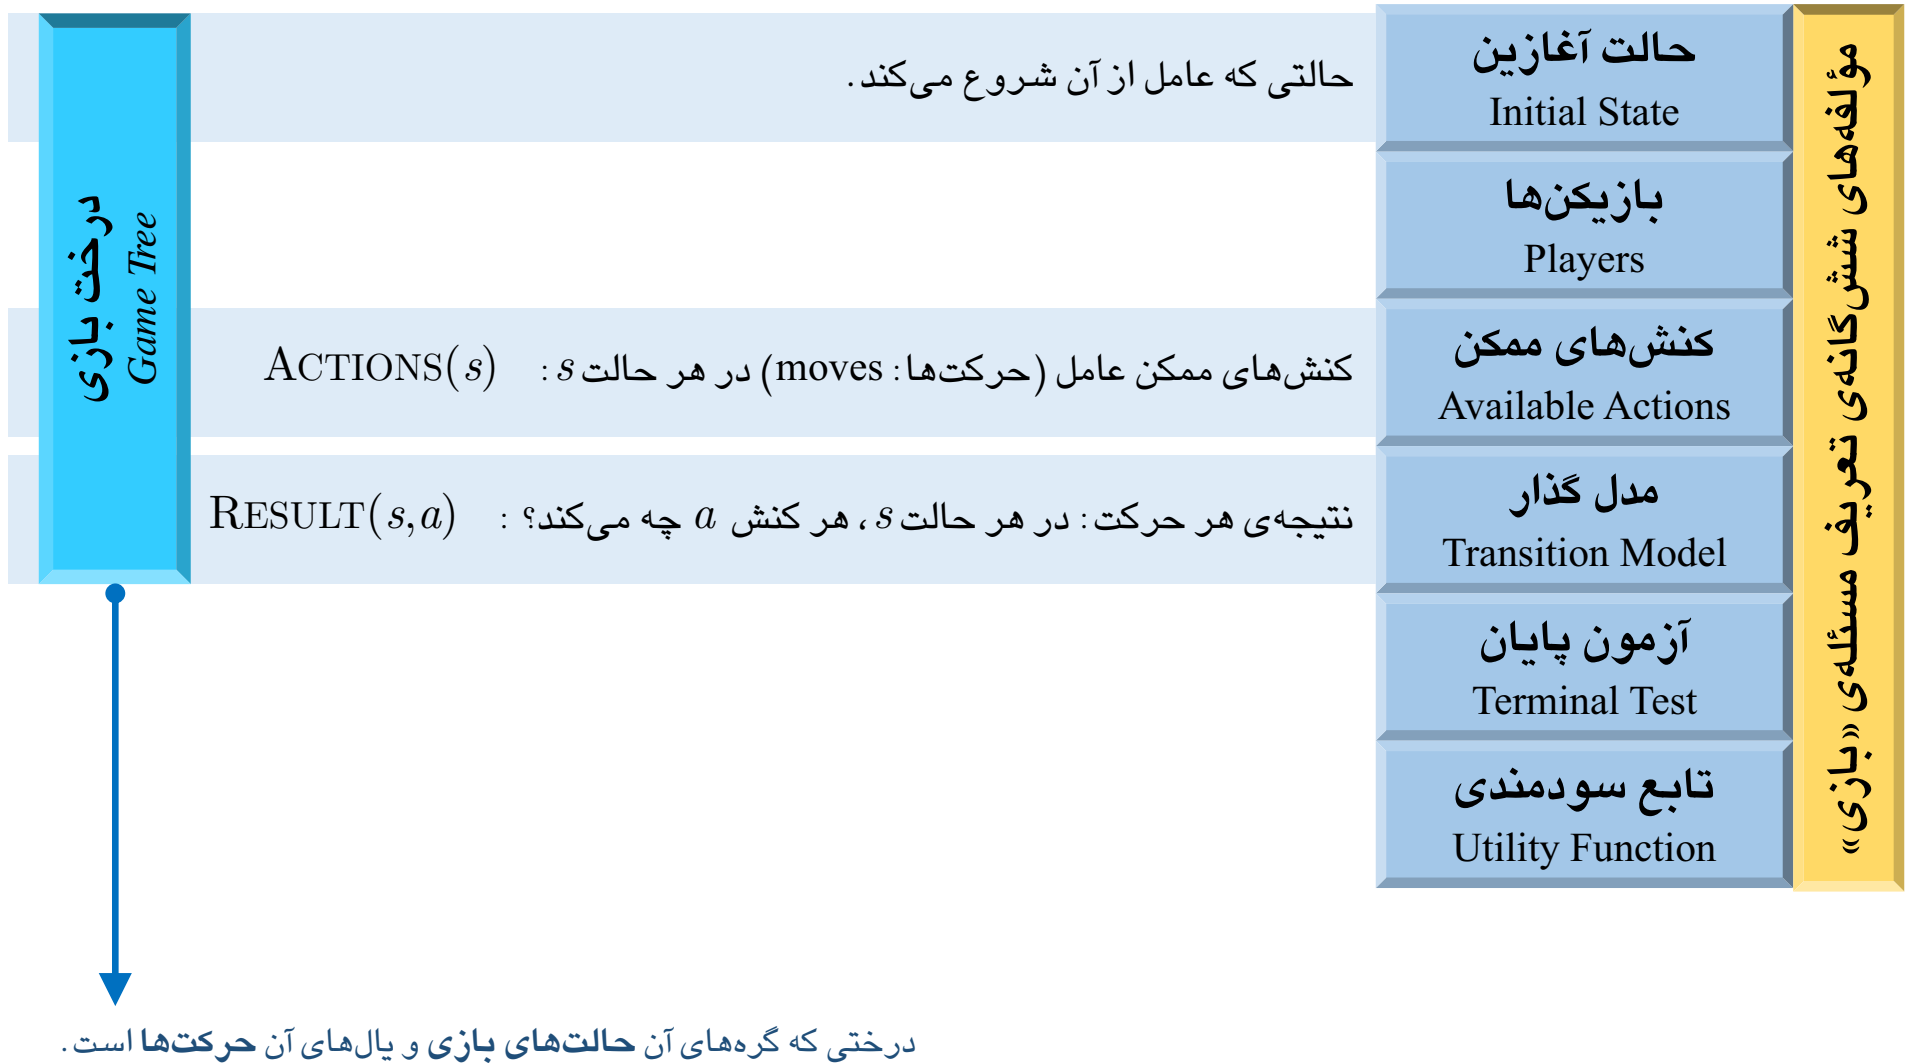 مؤلفه‌های شش‌گانه‌ی تعریف مسئله‌ی «بازی»
حالت آغازین
Initial State
حالتی که عامل از آن شروع می‌کند.
بازیکن‌ها
Players
کنش‌های ممکن
Available Actions
کنش‌های ممکن عامل (حرکت‌ها: moves) در هر حالت s : ACTIONS(s)
مدل گذار
Transition Model
نتیجه‌ی هر حرکت: در هر حالت s، هر کنش a چه می‌کند؟ : RESULT(s,a)
آزمون پایان
Terminal Test
تابع سودمندی
Utility Function
درخت بازی
Game Tree
درختی که گره‌های آن حالت‌های بازی و یال‌های آن حرکت‌ها است.